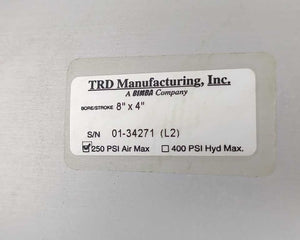 TRD Manufacturing, Inc.
A BIMBA Company
BORE/STROKE 8" x 4"
S/N 01-34271 (L2)
250 PSI Air Max 400 PSI Hyd Max.